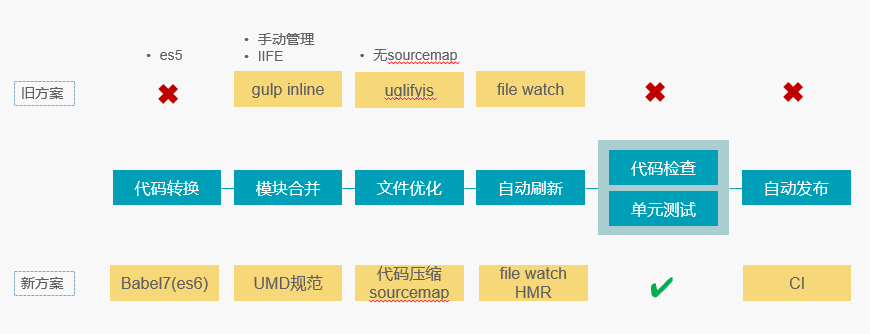 • es5
• 手动管理
• IIFE
• 无sourcemap
旧方案
gulp inline
uglifyjs
file watch
代码转换
模块合并
文件优化
自动刷新
代码检查
单元测试
自动发布
新方案
Babel7(es6)
UMD规范
代码压缩
sourcemap
file watch
HMR
CI